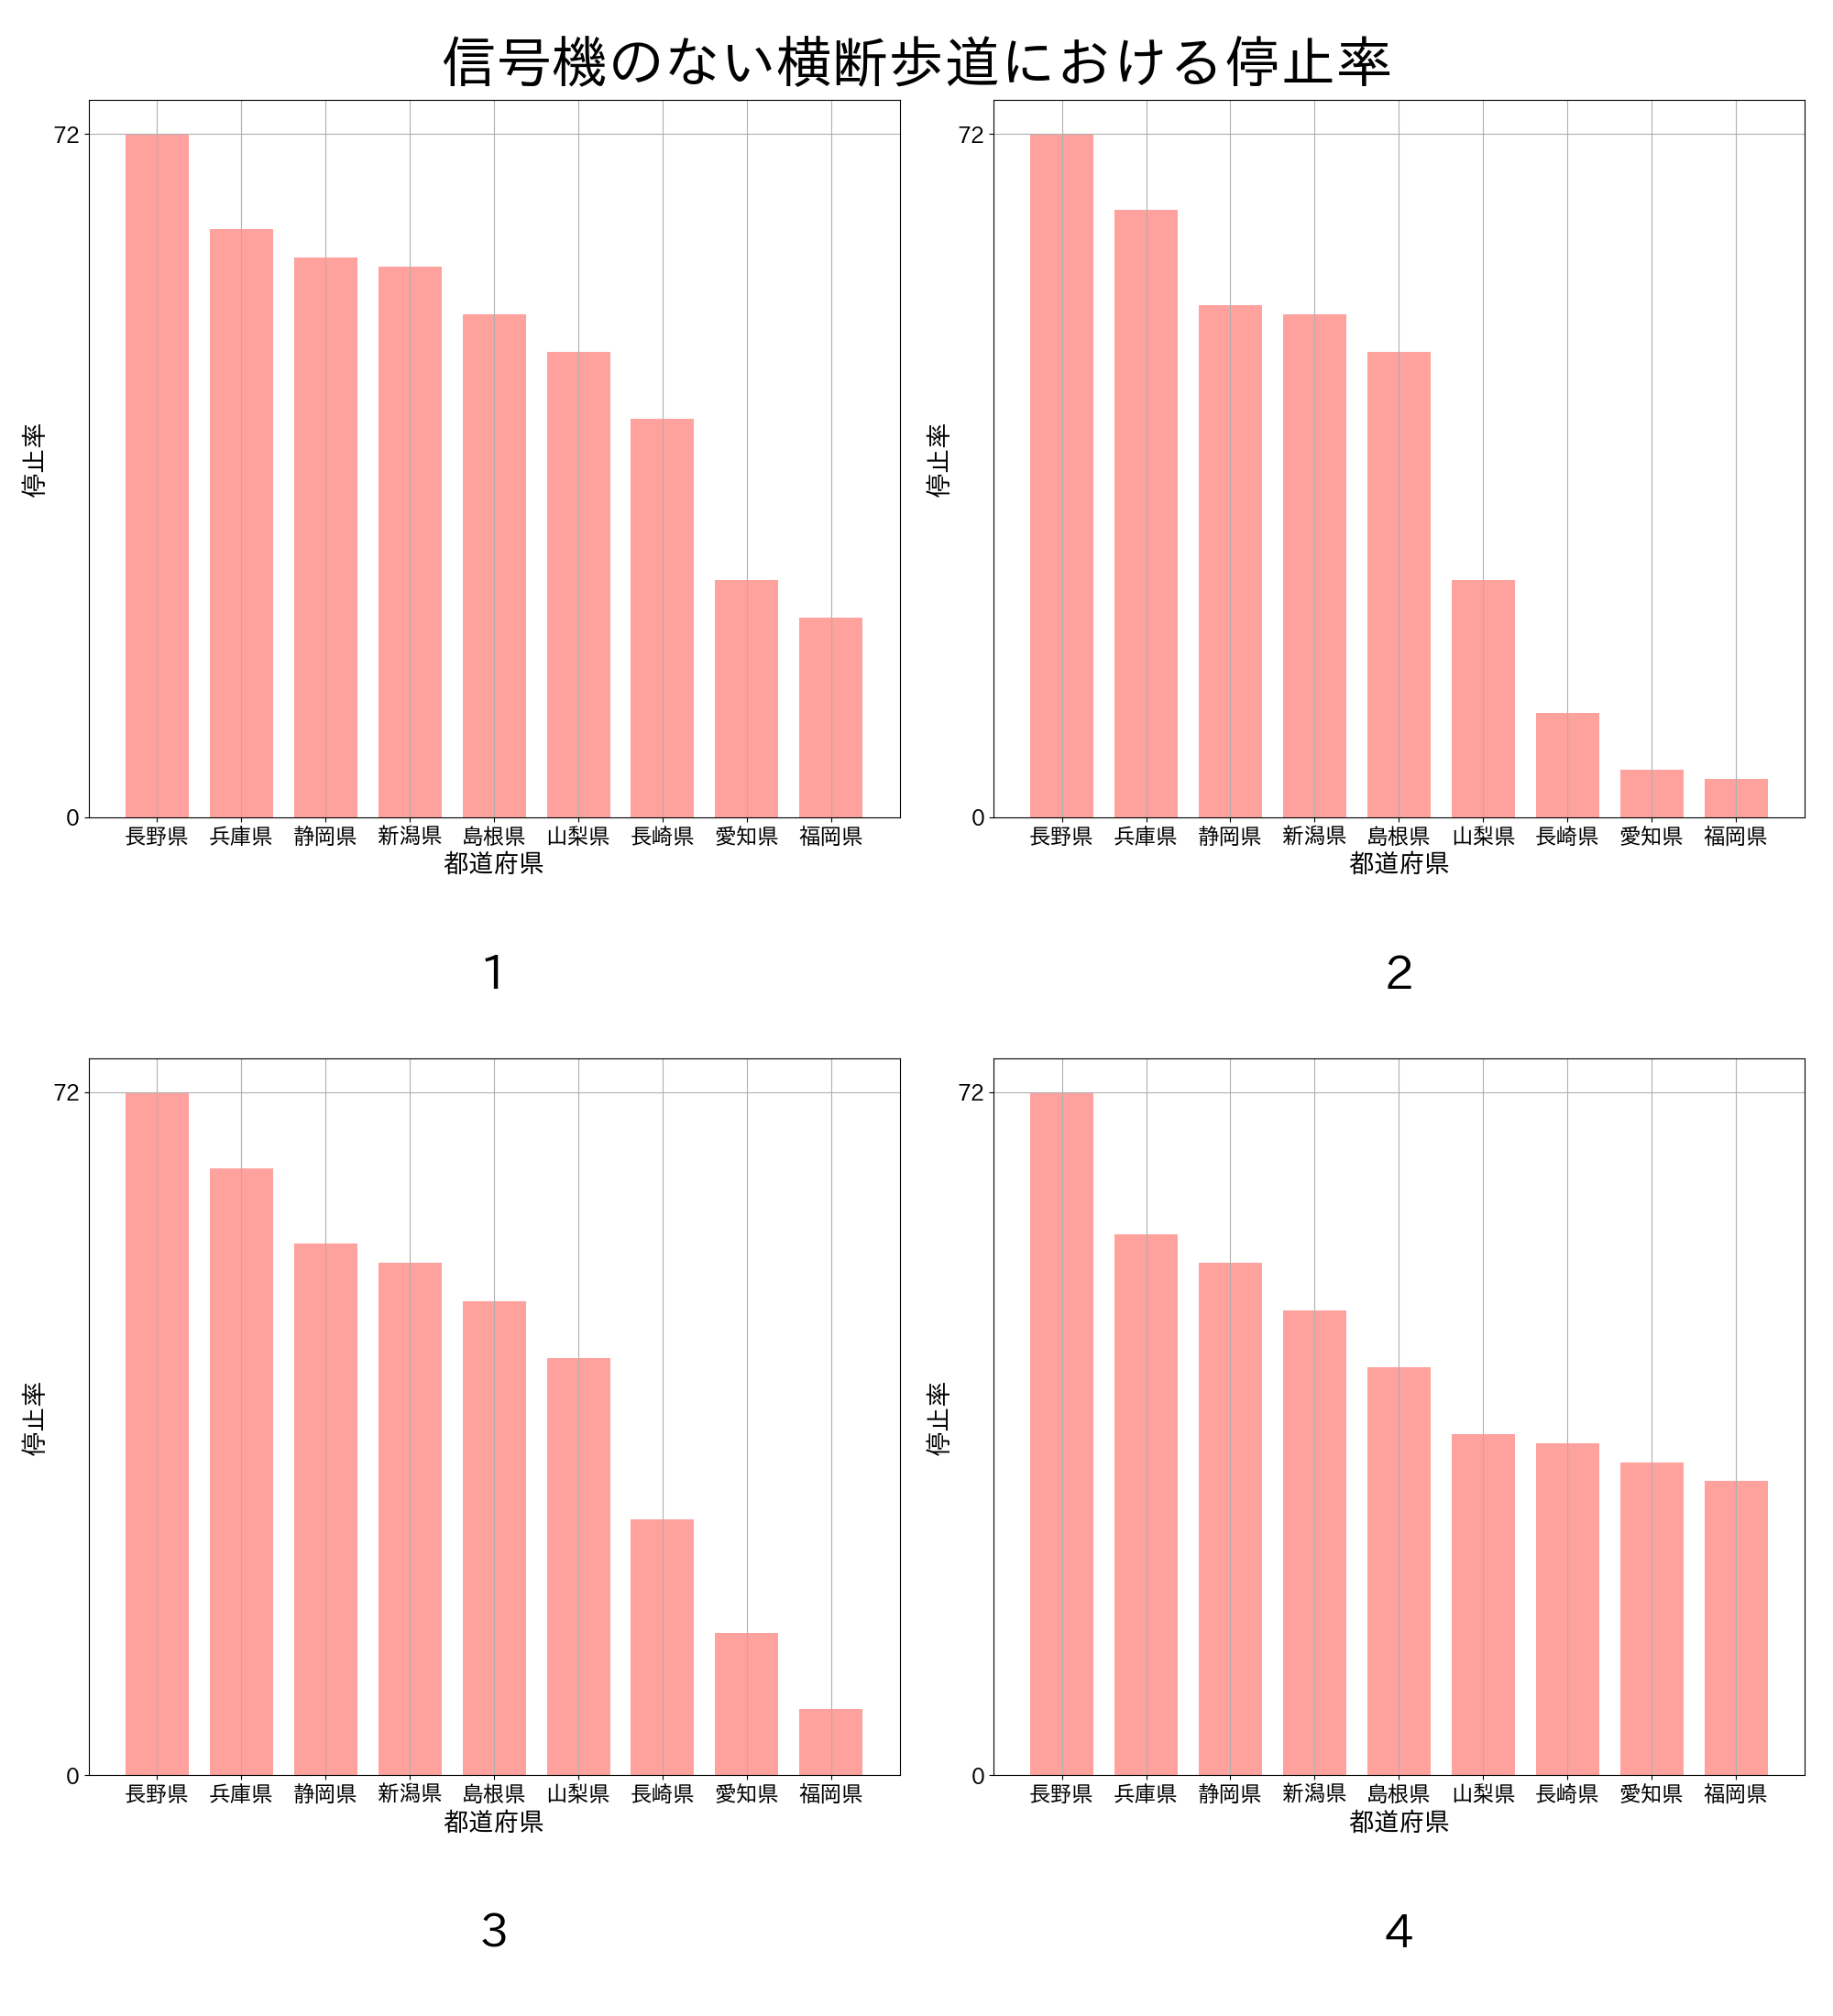 信号機のない横断歩道における停止率
72
0
停止率
長野県 兵庫県 静岡県 新潟県 島根県 山梨県 長崎県 愛知県 福岡県
都道府県
1
72
0
停止率
長野県 兵庫県 静岡県 新潟県 島根県 山梨県 長崎県 愛知県 福岡県
都道府県
2
72
0
停止率
長野県 兵庫県 静岡県 新潟県 島根県 山梨県 長崎県 愛知県 福岡県
都道府県
3
72
0
停止率
長野県 兵庫県 静岡県 新潟県 島根県 山梨県 長崎県 愛知県 福岡県
都道府県
4